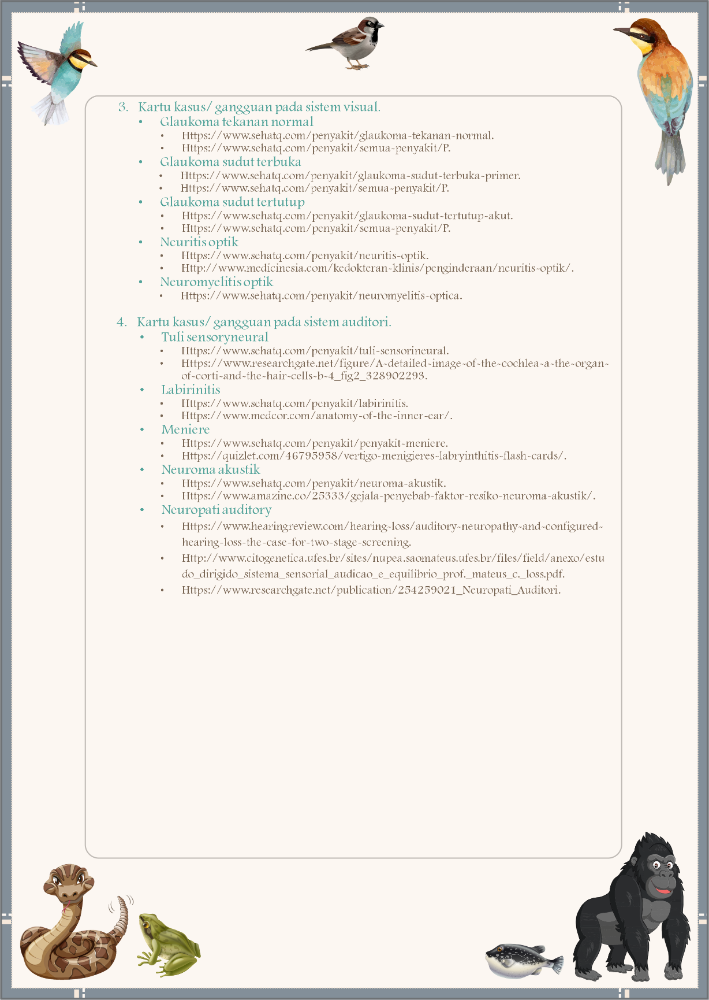 3. Kartu kasus/ gangguan pada sistem visual.
• Glaukoma tekanan normal
• Https://www.sehatq.com/penyakit/glaukoma-tekanan-normal.
• Https://www.sehatq.com/penyakit/semua-penyakit/P.
• Glaukoma sudut terbuka
• Https://www.sehatq.com/penyakit/glaukoma-sudut-terbuka-primer.
• Https://www.sehatq.com/penyakit/semua-penyakit/P.
• Glaukoma sudut tertutup
• Https://www.sehatq.com/penyakit/glaukoma-sudut-tertutup-akut.
• Https://www.sehatq.com/penyakit/semua-penyakit/P.
• Neuritis optik
• Https://www.sehatq.com/penyakit/neuritis-optik.
• Http://www.medicinesia.com/kedokteran-klinis/penginderaan/neuritis-optik/.
• Neuromyelitis optik
• Https://www.sehatq.com/penyakit/neuromyelitis-optica.
4. Kartu kasus/ gangguan pada sistem auditori.
• Tuli sensoryneural
• Https://www.sehatq.com/penyakit/tuli-sensorineural.
• Https://www.researchgate.net/figure/A-detailed-image-of-the-cochlea-a-the-organ-
of-corti-and-the-hair-cells-b-4_fig2_328902293.
• Labirinitis
• Https://www.sehatq.com/penyakit/labirinitis.
• Https://www.medcor.com/anatomy-of-the-inner-ear/.
• Meniere
• Https://www.sehatq.com/penyakit/penyakit-meniere.
• Https://quizlet.com/46795958/vertigo-menigieres-labryinthitis-flash-cards/.
• Neuroma akustik
• Https://www.sehatq.com/penyakit/neuroma-akustik.
• Https://www.amazine.co/25333/gejala-penyebab-faktor-resiko-neuroma-akustik/.
• Neuropati auditory
• Https://www.hearingreview.com/hearing-loss/auditory-neuropathy-and-configured-
hearing-loss-the-case-for-two-stage-screening.
• Http://www.citogenetica.ufes.br/sites/nupea.saomateus.ufes.br/files/field/anexo/estu
do_dirigido_sistema_sensorial_audicao_e_equilibrio_prof._mateus_c._loss.pdf.
• Https://www.researchgate.net/publication/254259021_Neuropati_Auditori.